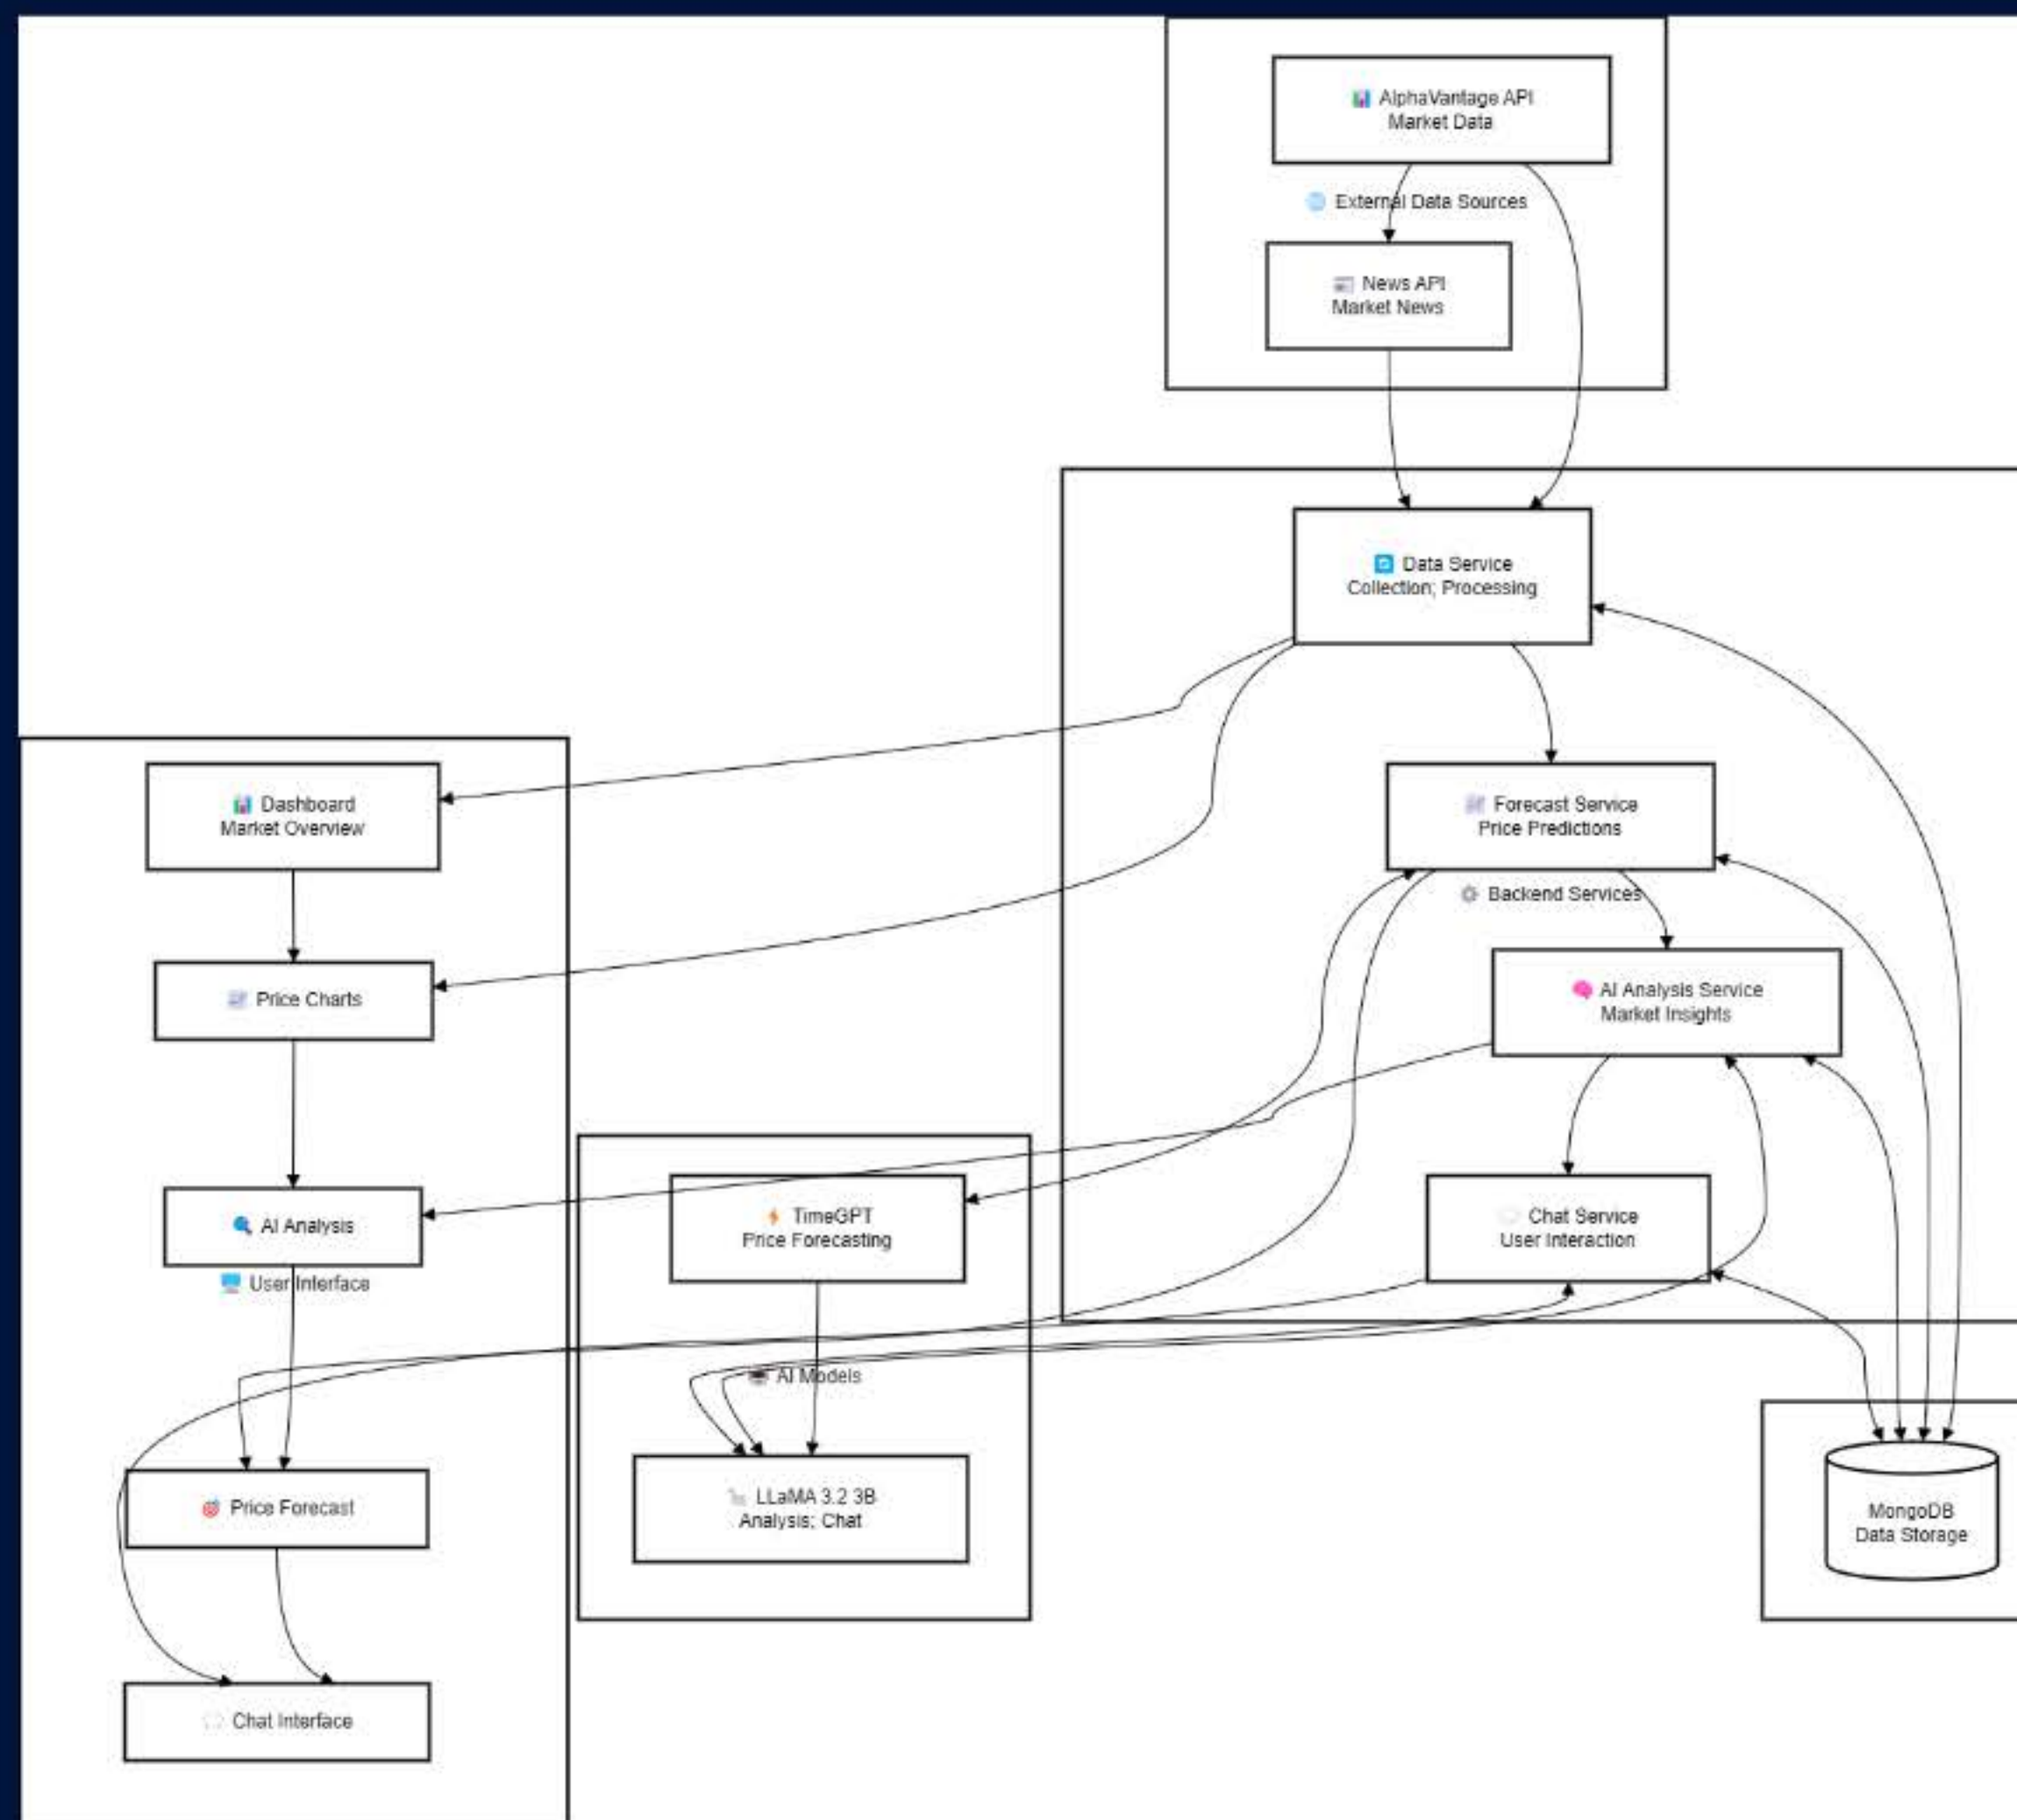 AlphaVantage API
Market Data
External Data Sources
News API
Market News
Data Service
Collection; Processing
Dashboard
Market Overview
Forecast Service
Price Predictions
Backend Services
Price Charts
AI Analysis Service
Market Insights
AI Analysis
User Interface
TimeGPT
Price Forecasting
Chat Service
User Interaction
AI Models
LLaMA 3.2 3B
Analysis; Chat
Price Forecast
MongoDB
Data Storage
Chat Interface